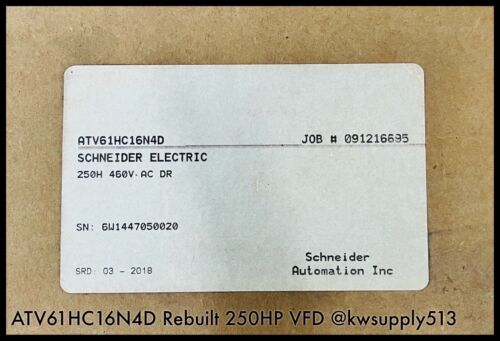 ATV61HC16N4D JOB # 091216695
SCHNEIDER ELECTRIC
250H 460V AC DR
SN: 6W1447050020
SRD: 03 - 2018
Schneider
Automation Inc
ATV61HC16N4D Rebuilt 250HP VFD @kwsupply513